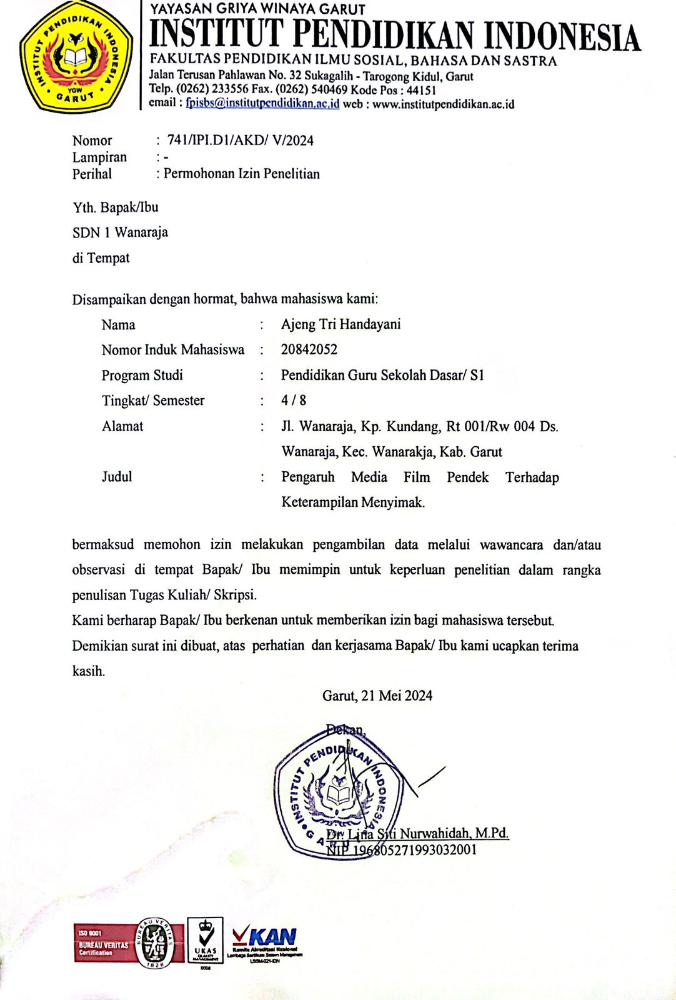 YAYASAN GRIYA WINAYA GARUT
INSTITUT PENDIDIKAN INDONESIA
FAKULTAS PENDIDIKAN ILMU SOSIAL, BAHASA DAN SASTRA
Jalan Terusan Pahlawan No. 32 Sukagalih - Tarogong Kidul, Garut
Telp. (0262) 233556 Fax. (0262) 540469 Kode Pos : 44151
email : fpisbs@institutpendidikan.ac.id web : www.institutpendidikan.ac.id
INSTITUT PENDIDIKAN INDONESIA
YGW
• GARUT •
Nomor : 741/IPI.D1/AKD/ V/2024
Lampiran : -
Perihal : Permohonan Izin Penelitian
Yth. Bapak/Ibu
SDN 1 Wanaraja
di Tempat
Disampaikan dengan hormat, bahwa mahasiswa kami:
Nama : Ajeng Tri Handayani
Nomor Induk Mahasiswa : 20842052
Program Studi : Pendidikan Guru Sekolah Dasar/ S1
Tingkat/ Semester : 4 / 8
Alamat : Jl. Wanaraja, Kp. Kundang, Rt 001/Rw 004 Ds.
Wanaraja, Kec. Wanarakja, Kab. Garut
Judul : Pengaruh Media Film Pendek Terhadap
Keterampilan Menyimak.
bermaksud memohon izin melakukan pengambilan data melalui wawancara dan/atau
observasi di tempat Bapak/ Ibu memimpin untuk keperluan penelitian dalam rangka
penulisan Tugas Kuliah/ Skripsi.
Kami berharap Bapak/ Ibu berkenan untuk memberikan izin bagi mahasiswa tersebut.
Demikian surat ini dibuat, atas perhatian dan kerjasama Bapak/ Ibu kami ucapkan terima
kasih.
Garut, 21 Mei 2024
Dekan,
INSTITUT PENDIDIKAN INDONESIA
YGW
• GARUT •
Dr. Lina Siti Nurwahidah, M.Pd.
NIP 196805271993032001
ISO 9001
BUREAU VERITAS
Certification
BUREAU VERITAS
1828
UKAS
QUALITY
MANAGEMENT
0008
KAN
Komite Akreditasi Nasional
Lembaga Sertifikasi Sistem Manajemen
LSSM-021-IDN